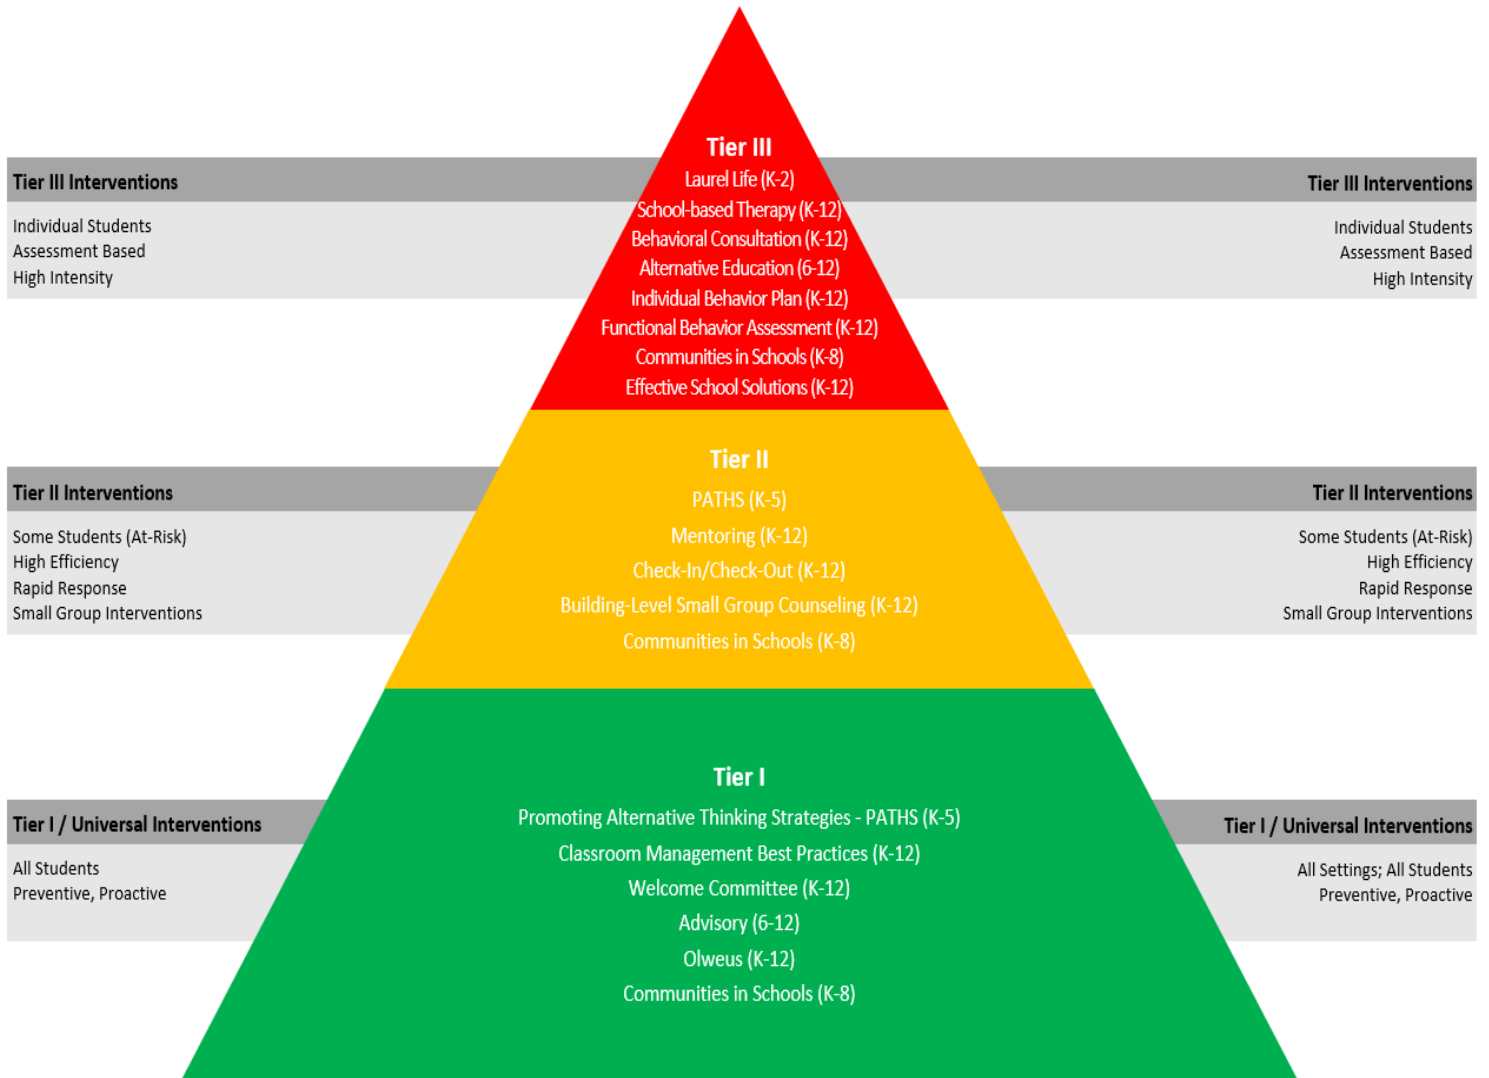 Tier III
Laurel Life (K-2)
School-based Therapy (K-12)
Behavioral Consultation (K-12)
Alternative Education (6-12)
Individual Behavior Plan (K-12)
Functional Behavior Assessment (K-12)
Communities in Schools (K-8)
Effective School Solutions (K-12)
Tier III Interventions
Individual Students
Assessment Based
High Intensity
Tier III Interventions
Individual Students
Assessment Based
High Intensity
Tier II
PATHS (K-5)
Mentoring (K-12)
Check-In/Check-Out (K-12)
Building-Level Small Group Counseling (K-12)
Communities in Schools (K-8)
Tier II Interventions
Some Students (At-Risk)
High Efficiency
Rapid Response
Small Group Interventions
Tier II Interventions
Some Students (At-Risk)
High Efficiency
Rapid Response
Small Group Interventions
Tier I
Promoting Alternative Thinking Strategies - PATHS (K-5)
Classroom Management Best Practices (K-12)
Welcome Committee (K-12)
Advisory (6-12)
Olweus (K-12)
Communities in Schools (K-8)
Tier I / Universal Interventions
All Students
Preventive, Proactive
Tier I / Universal Interventions
All Settings; All Students
Preventive, Proactive